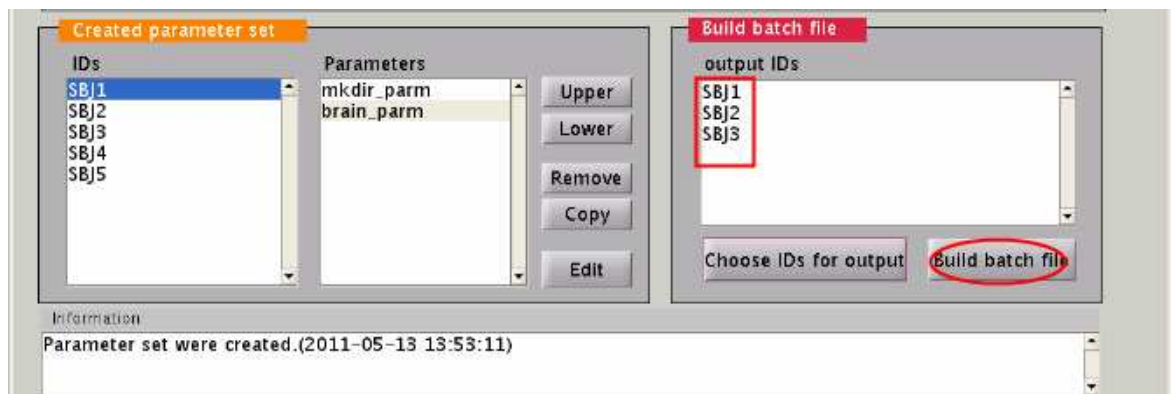 Created parameter set
IDs
SBJ1
SBJ2
SBJ3
SBJ4
SBJ5
Parameters
mkdir_parm
brain_parm
Upper
Lower
Remove
Copy
Edit
Build batch file
output IDs
SBJ1
SBJ2
SBJ3
Choose IDs for output
Build batch file
Information
Parameter set were created.(2011-05-13 13:53:11)